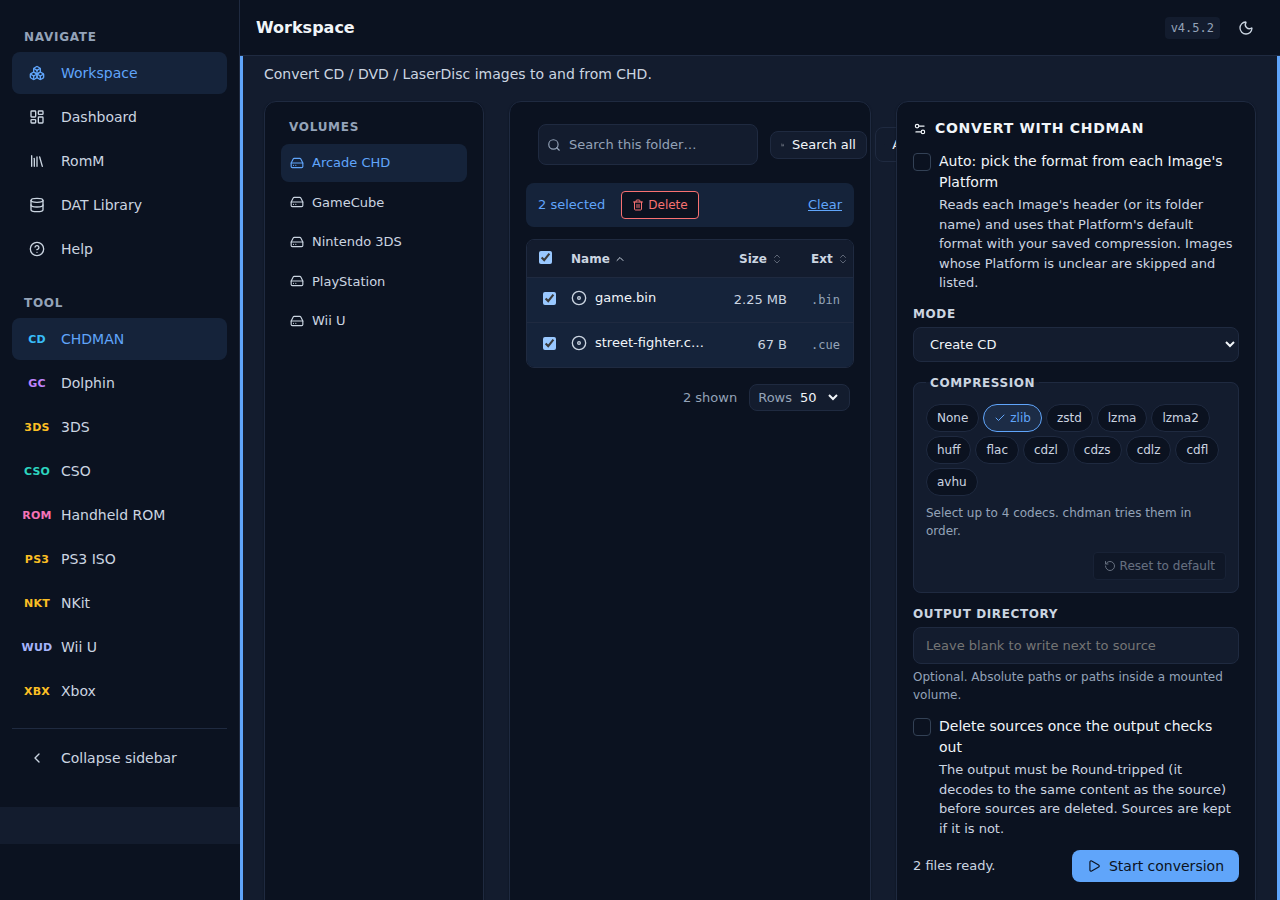 NAVIGATE
Workspace
Dashboard
RomM
DAT Library
Help
TOOL
CD CHDMAN
GC Dolphin
3DS 3DS
CSO CSO
ROM Handheld ROM
PS3 PS3 ISO
NKT NKit
WUD Wii U
XBX Xbox
Collapse sidebar
Workspace
v4.5.2
Convert CD / DVD / LaserDisc images to and from CHD.
VOLUMES
Arcade CHD
GameCube
Nintendo 3DS
PlayStation
Wii U
Search this folder…
Search all
2 selected
Delete
Clear
Name Size Ext
game.bin 2.25 MB .bin
street-fighter.c… 67 B .cue
2 shown
Rows 50
CONVERT WITH CHDMAN
Auto: pick the format from each Image's
Platform
Reads each Image's header (or its folder
name) and uses that Platform's default
format with your saved compression. Images
whose Platform is unclear are skipped and
listed.
MODE
Create CD
COMPRESSION
None zlib zstd lzma lzma2
huff flac cdzl cdzs cdlz cdfl
avhu
Select up to 4 codecs. chdman tries them in
order.
Reset to default
OUTPUT DIRECTORY
Leave blank to write next to source
Optional. Absolute paths or paths inside a mounted
volume.
Delete sources once the output checks
out
The output must be Round-tripped (it
decodes to the same content as the source)
before sources are deleted. Sources are kept
if it is not.
2 files ready.
Start conversion